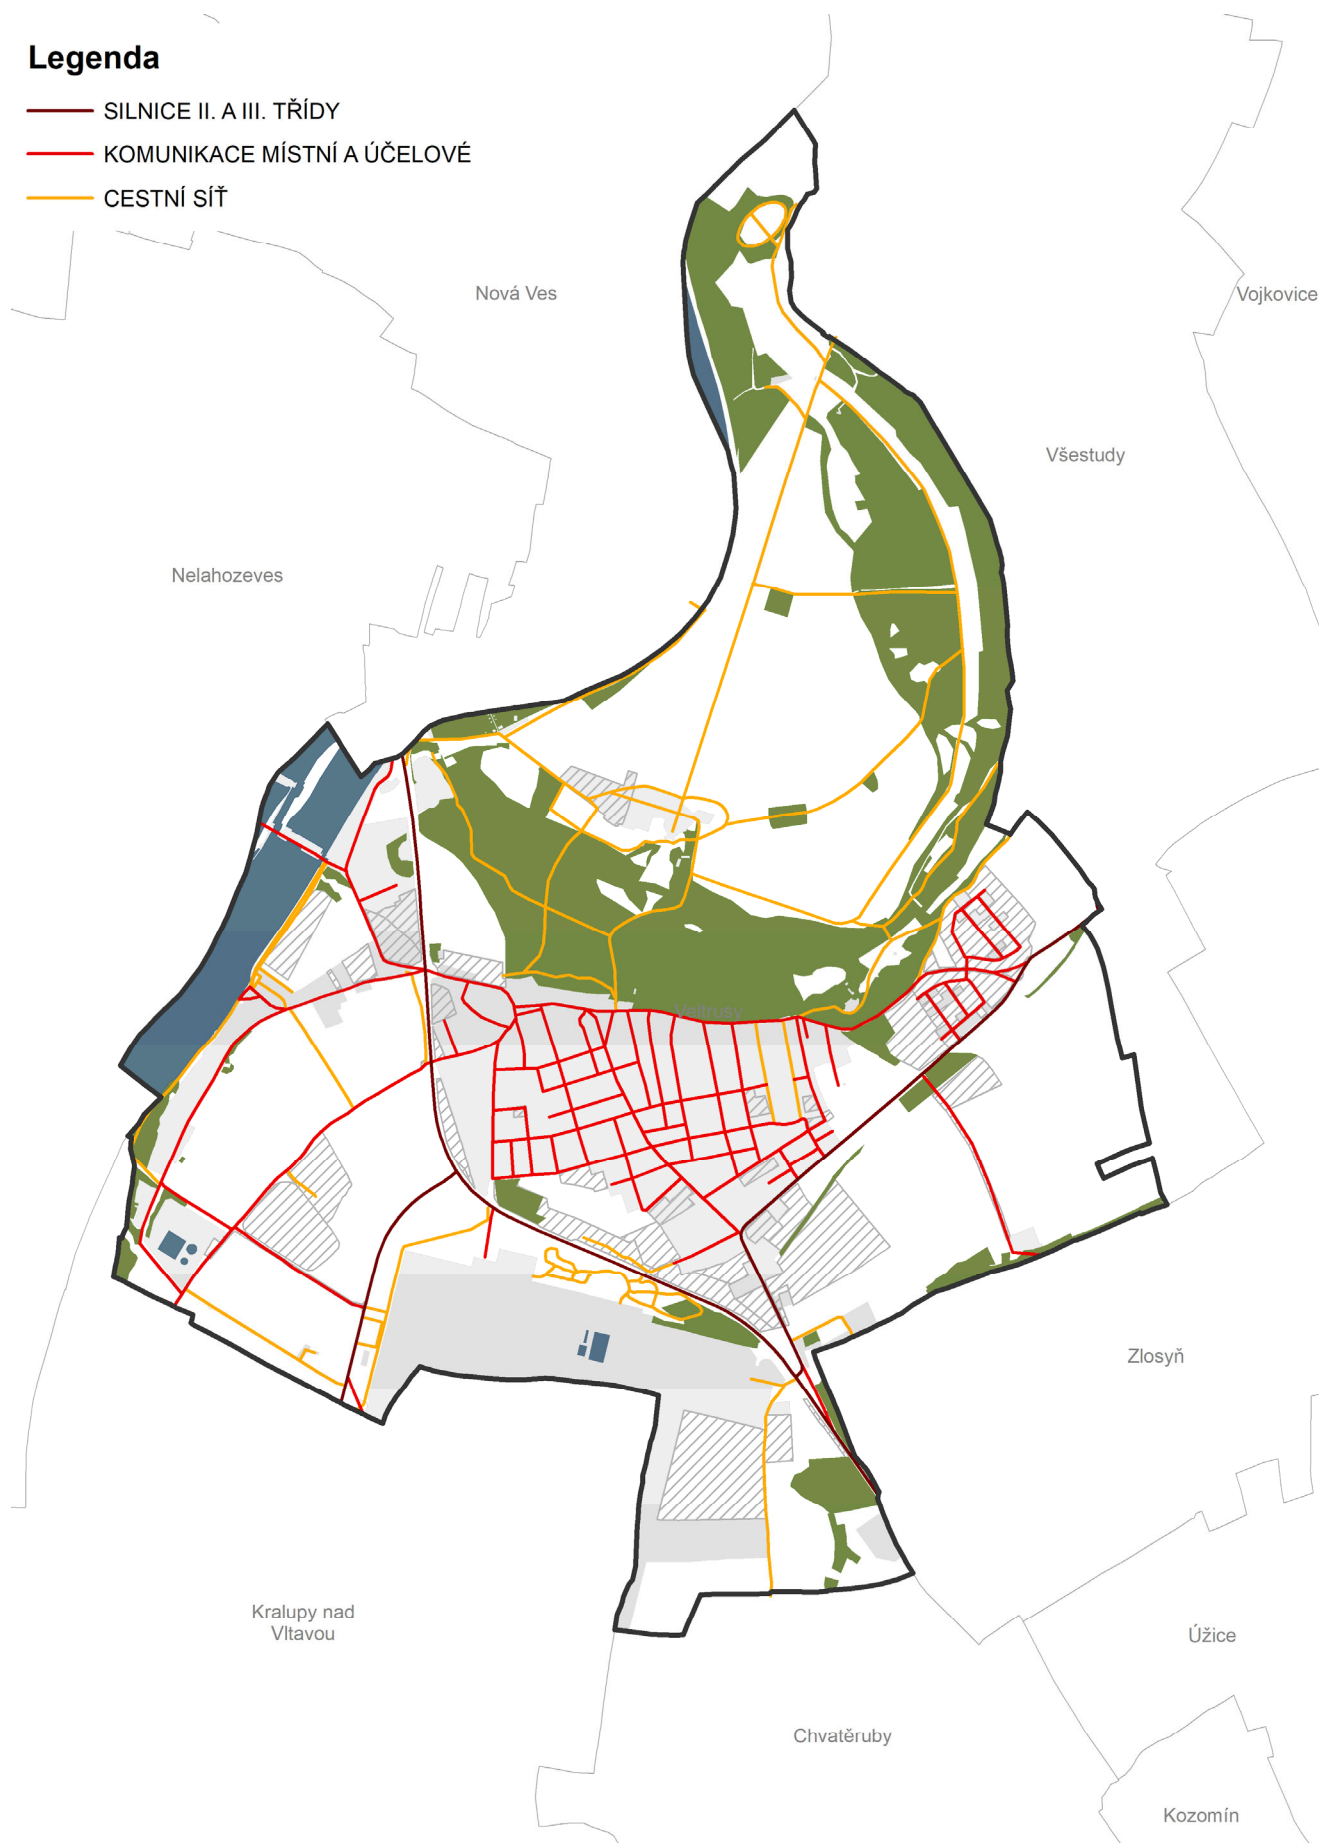 Legenda
SILNICE II. A III. TŘÍDY
KOMUNIKACE MÍSTNÍ A ÚČELOVÉ
CESTNÍ SÍŤ
Nová Ves
Vojkovice
Všestudy
Nelahozeves
Veltrusy
Zlosyň
Kralupy nad
Vltavou
Úžice
Chvatěruby
Kozomín